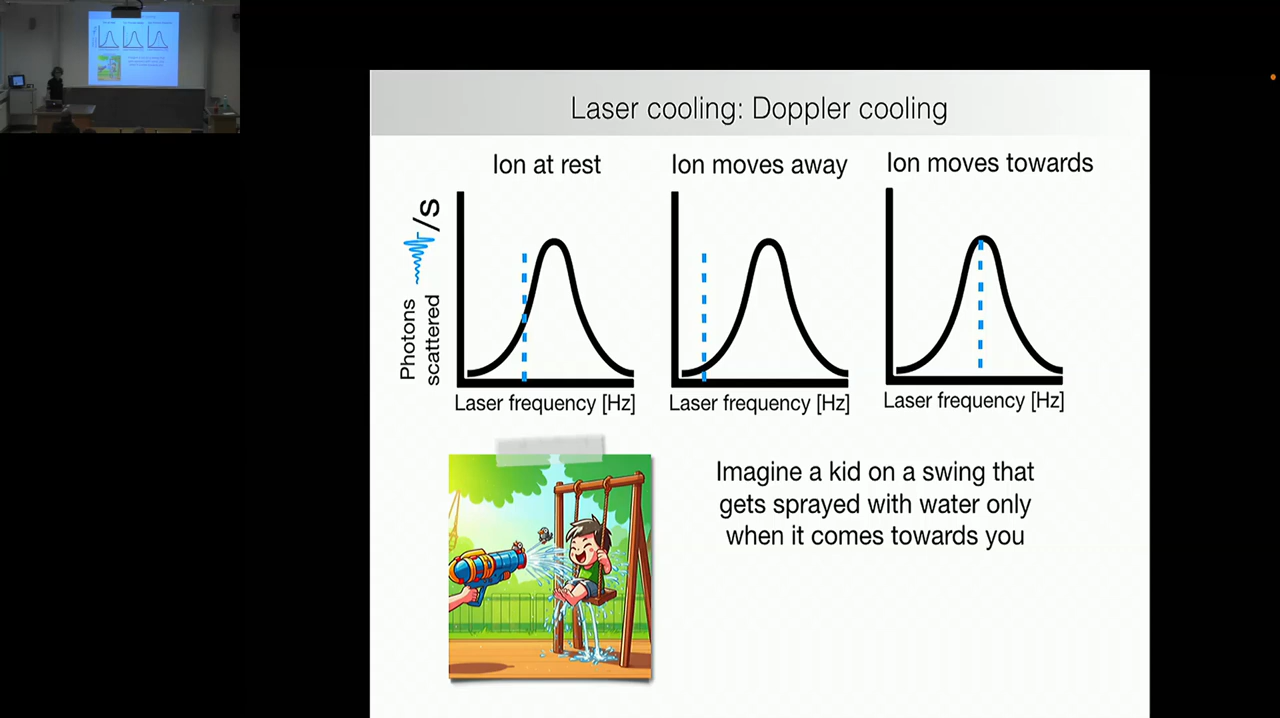 Laser cooling: Doppler cooling
Ion at rest
Ion moves away
Ion moves towards
Photons
scattered
/s
Laser frequency [Hz]
Laser frequency [Hz]
Laser frequency [Hz]
Imagine a kid on a swing that
gets sprayed with water only
when it comes towards you